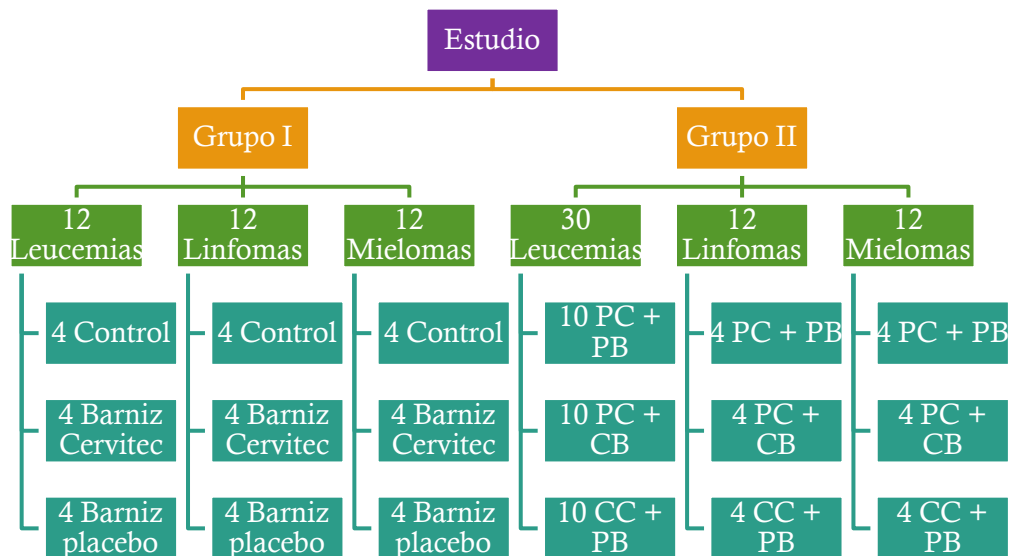 Estudio
Grupo I
Grupo II
12
Leucemias
12
Linfomas
12
Mielomas
30
Leucemias
12
Linfomas
12
Mielomas
4 Control
4 Control
4 Control
10 PC +
PB
4 PC + PB
4 PC + PB
4 Barniz
Cervitec
4 Barniz
Cervitec
4 Barniz
Cervitec
10 PC +
CB
4 PC +
CB
4 PC +
CB
4 Barniz
placebo
4 Barniz
placebo
4 Barniz
placebo
10 CC +
PB
4 CC +
PB
4 CC +
PB